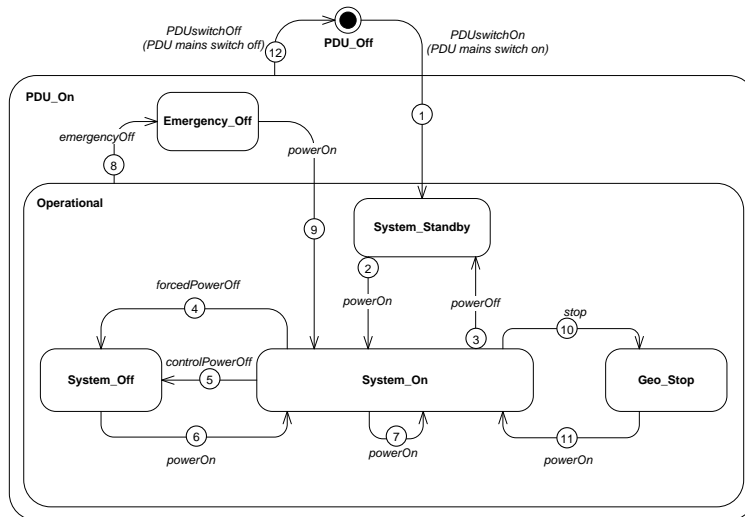 PDUswitchOff
(PDU mains switch off)
12
PDU_Off
PDUswitchOn
(PDU mains switch on)
PDU_On
1
Emergency_Off
emergencyOff
powerOn
8
Operational
9
System_Standby
2
forcedPowerOff
powerOn
powerOff
4
3
stop
10
controlPowerOff
System_Off
5
System_On
Geo_Stop
6
7
11
powerOn
powerOn
powerOn